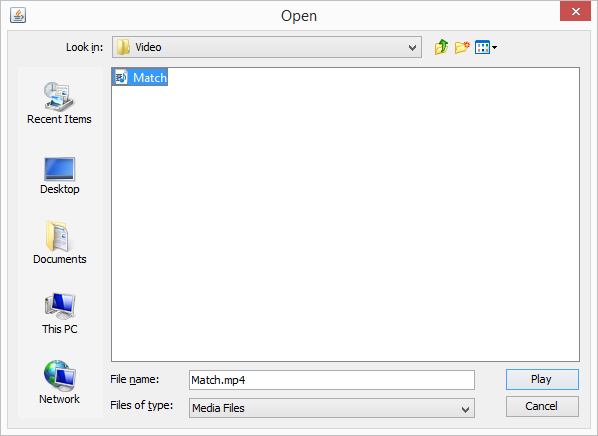 Open
Look in: Video
Match
Recent Items
Desktop
Documents
This PC
Network
File name: Match.mp4 Play
Files of type: Media Files Cancel